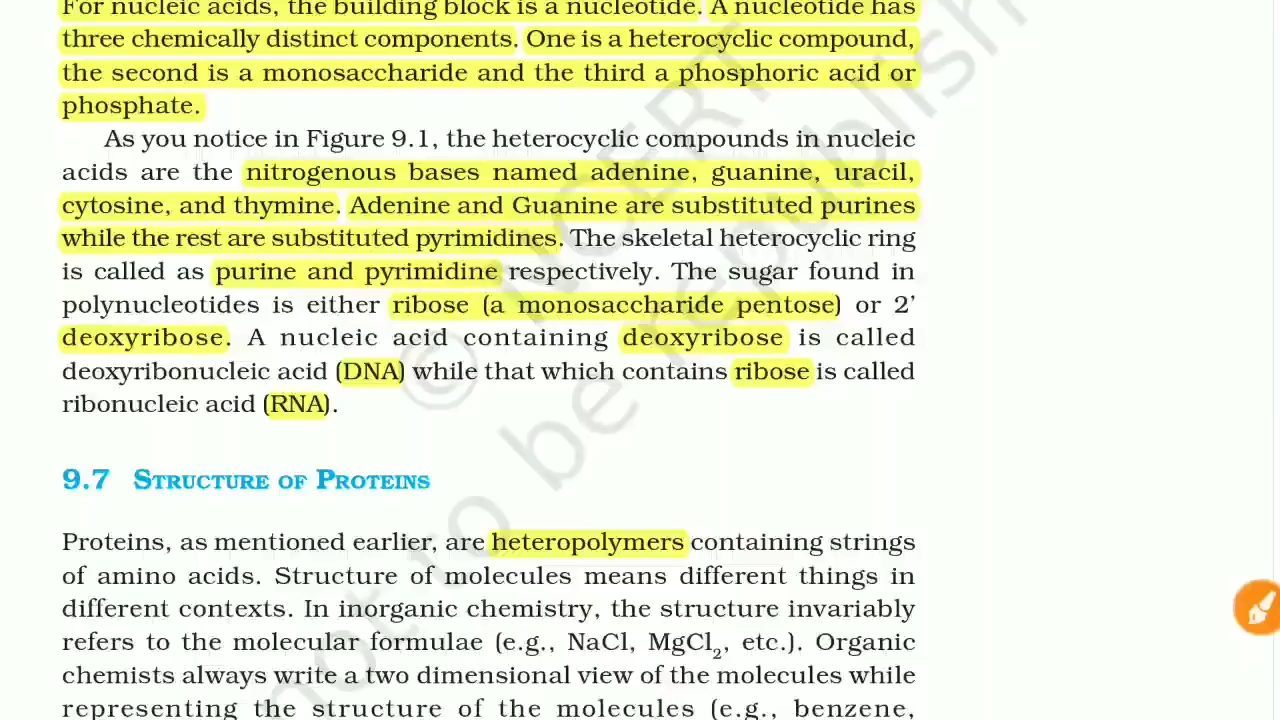 For nucleic acids, the building block is a nucleotide. A nucleotide has
three chemically distinct components. One is a heterocyclic compound,
the second is a monosaccharide and the third a phosphoric acid or
phosphate.
As you notice in Figure 9.1, the heterocyclic compounds in nucleic
acids are the nitrogenous bases named adenine, guanine, uracil,
cytosine, and thymine. Adenine and Guanine are substituted purines
while the rest are substituted pyrimidines. The skeletal heterocyclic ring
is called as purine and pyrimidine respectively. The sugar found in
polynucleotides is either ribose (a monosaccharide pentose) or 2’
deoxyribose. A nucleic acid containing deoxyribose is called
deoxyribonucleic acid (DNA) while that which contains ribose is called
ribonucleic acid (RNA).
9.7 STRUCTURE OF PROTEINS
Proteins, as mentioned earlier, are heteropolymers containing strings
of amino acids. Structure of molecules means different things in
different contexts. In inorganic chemistry, the structure invariably
refers to the molecular formulae (e.g., NaCl, MgCl2, etc.). Organic
chemists always write a two dimensional view of the molecules while
representing the structure of the molecules (e.g., benzene,
© NCERT
not to be republish